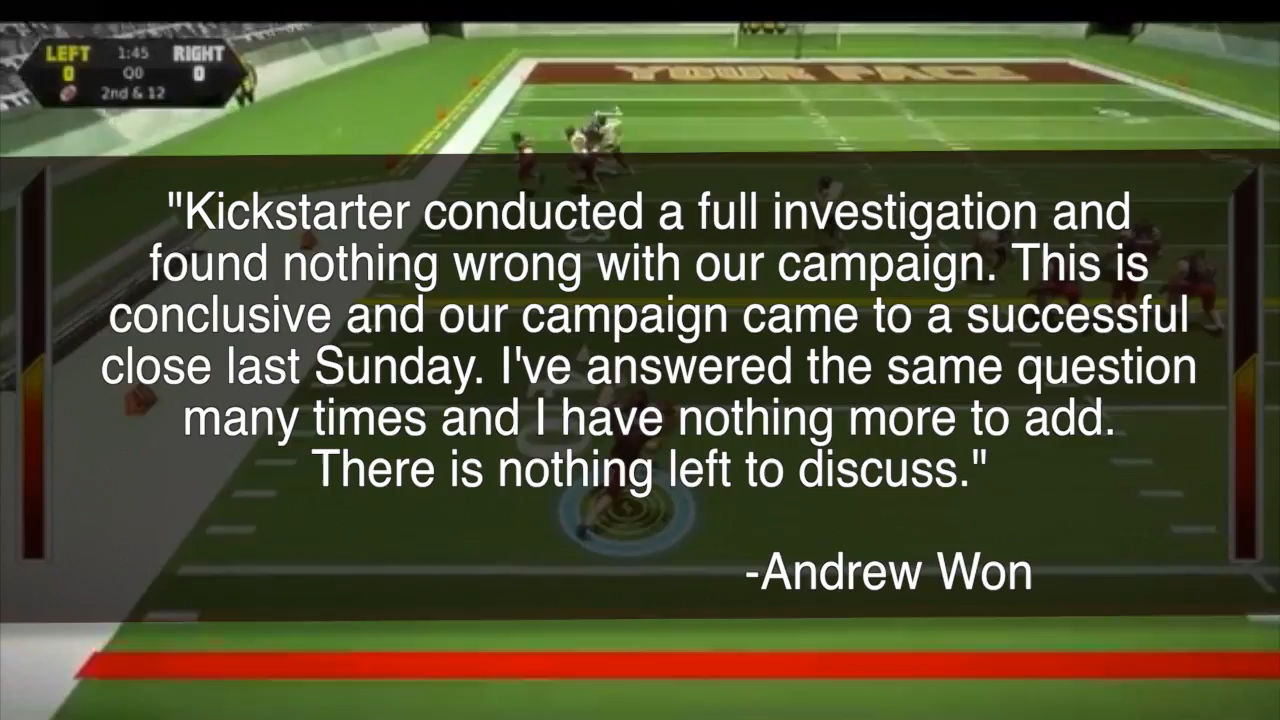 LEFT 1:45 RIGHT
0 Q0 0
2nd & 12
YOUR FACE
"Kickstarter conducted a full investigation and
found nothing wrong with our campaign. This is
conclusive and our campaign came to a successful
close last Sunday. I've answered the same question
many times and I have nothing more to add.
There is nothing left to discuss."
-Andrew Won